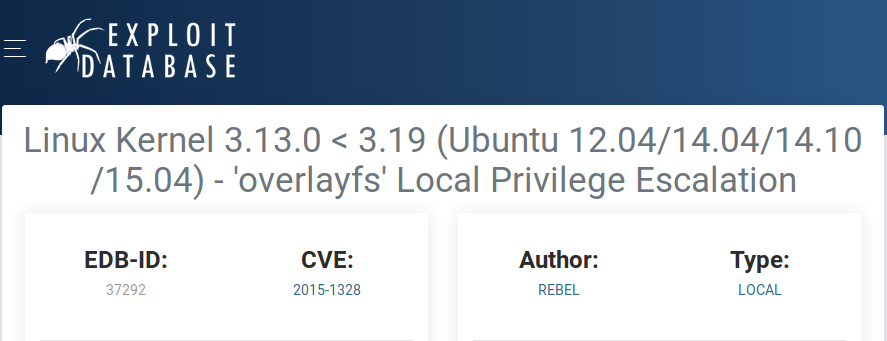 EXPLOIT
DATABASE
Linux Kernel 3.13.0 < 3.19 (Ubuntu 12.04/14.04/14.10
/15.04) - 'overlayfs' Local Privilege Escalation
EDB-ID:
37292
CVE:
2015-1328
Author:
REBEL
Type:
LOCAL